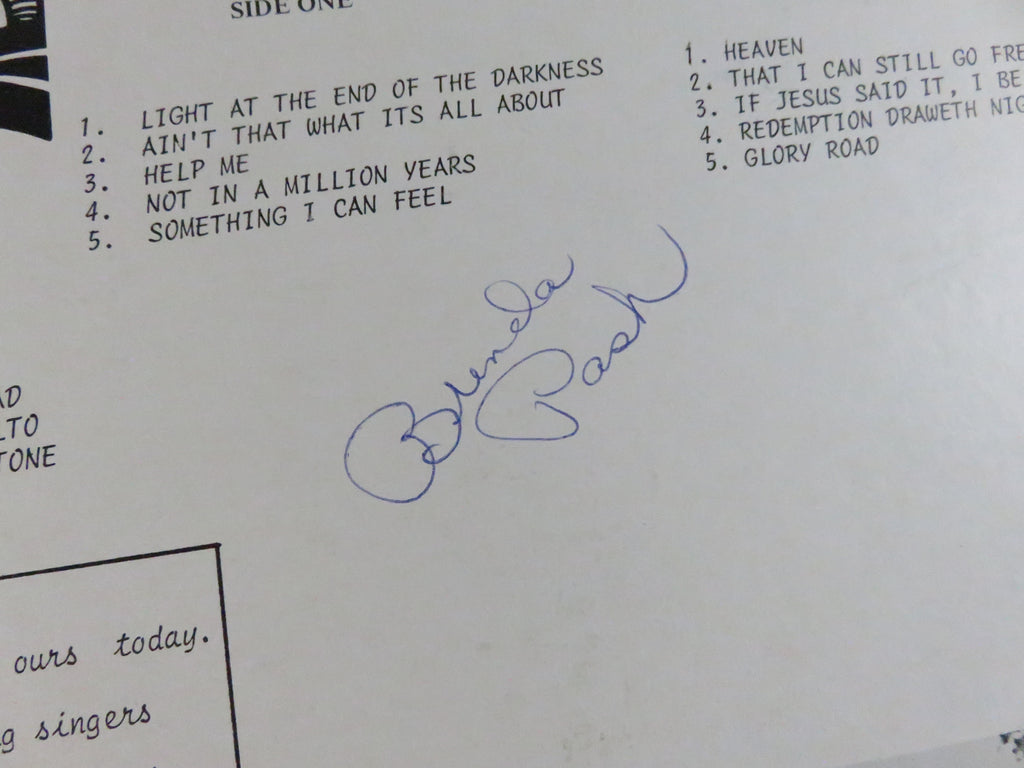 SIDE ONE
1. LIGHT AT THE END OF THE DARKNESS
2. AIN'T THAT WHAT ITS ALL ABOUT
3. HELP ME
4. NOT IN A MILLION YEARS
5. SOMETHING I CAN FEEL
1. HEAVEN
2. THAT I CAN STILL GO FRE
3. IF JESUS SAID IT, I BE
4. REDEMPTION DRAWETH NIG
5. GLORY ROAD
Brenda
Pash
LTO
TONE
ours today.
g singers